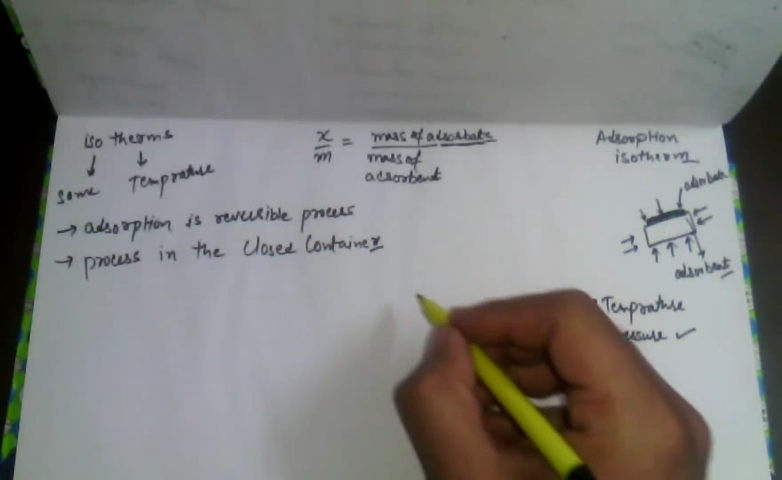 iso therms
same Temprature
→ adsorption is reversible process
→ process in the closed container
x/m = mass of adsorbate / mass of adsorbent
Adsorption
isotherm
adsorbate
adsorbent
Temprature
essure ✓